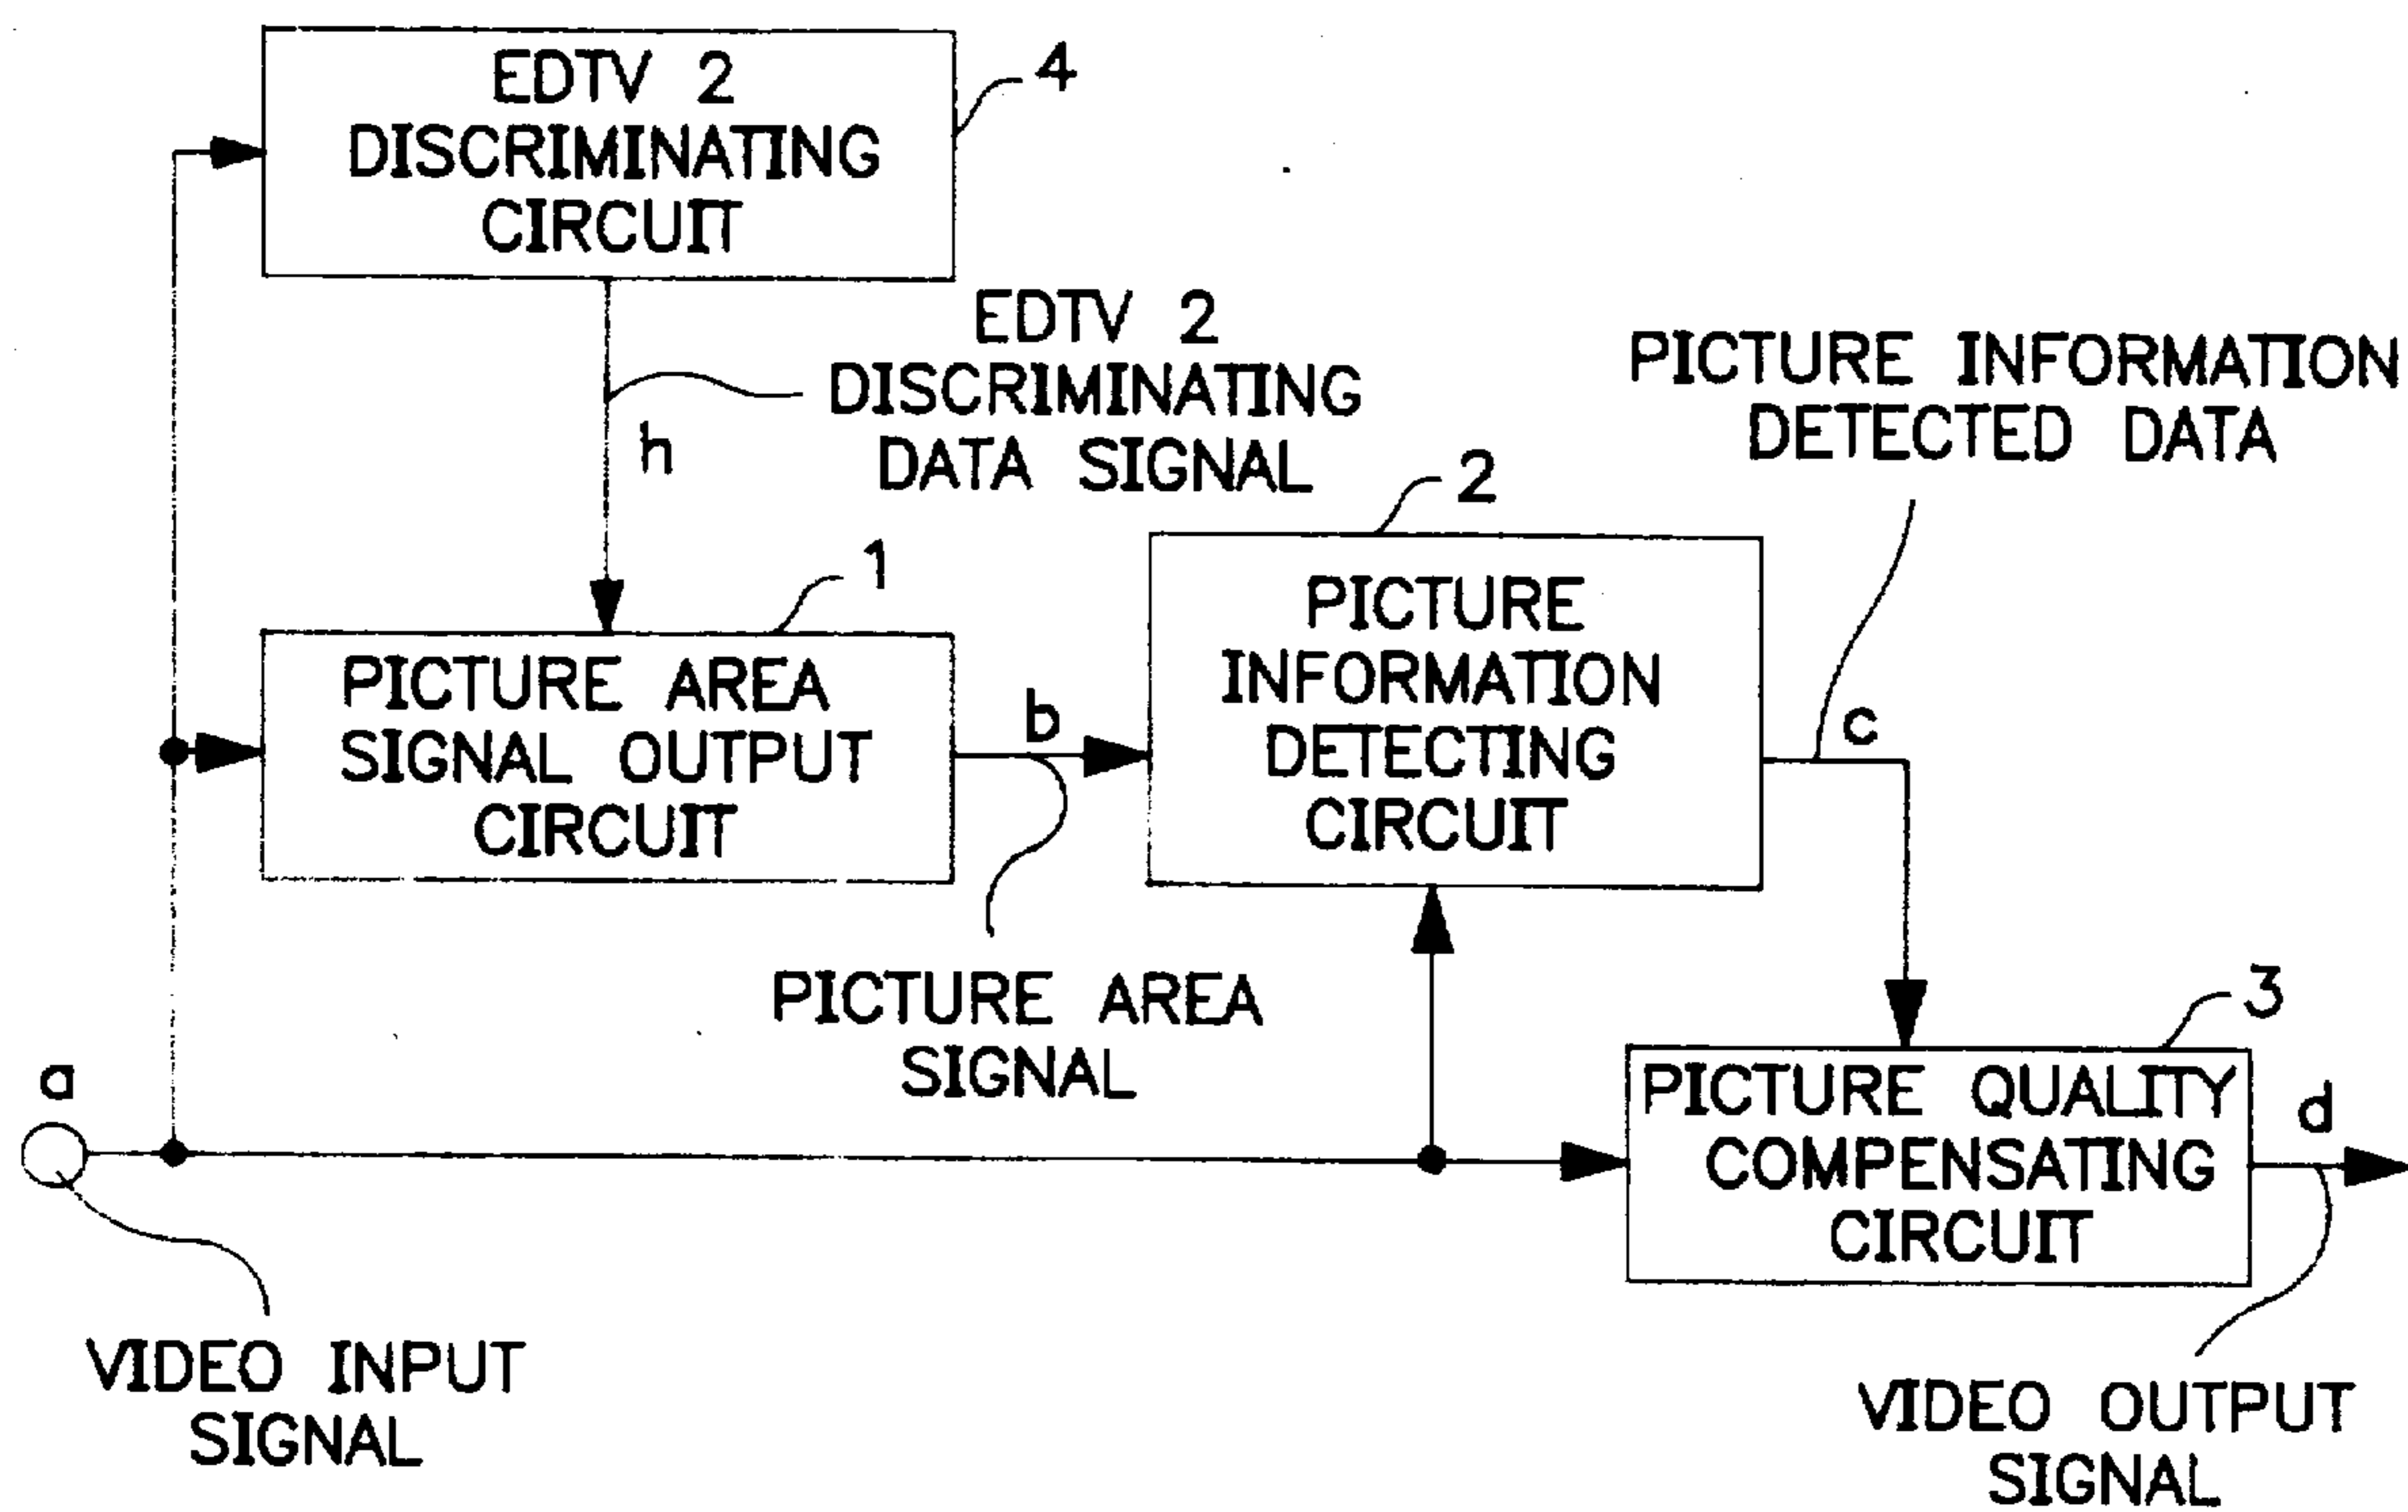 EDTV 2
DISCRIMINATING
CIRCUIT
4
EDTV 2
DISCRIMINATING
DATA SIGNAL
h
PICTURE INFORMATION
DETECTED DATA
2
1
PICTURE
INFORMATION
DETECTING
CIRCUIT
PICTURE AREA
SIGNAL OUTPUT
CIRCUIT
b
c
PICTURE AREA
SIGNAL
3
a
PICTURE QUALITY
COMPENSATING
CIRCUIT
d
VIDEO INPUT
SIGNAL
VIDEO OUTPUT
SIGNAL